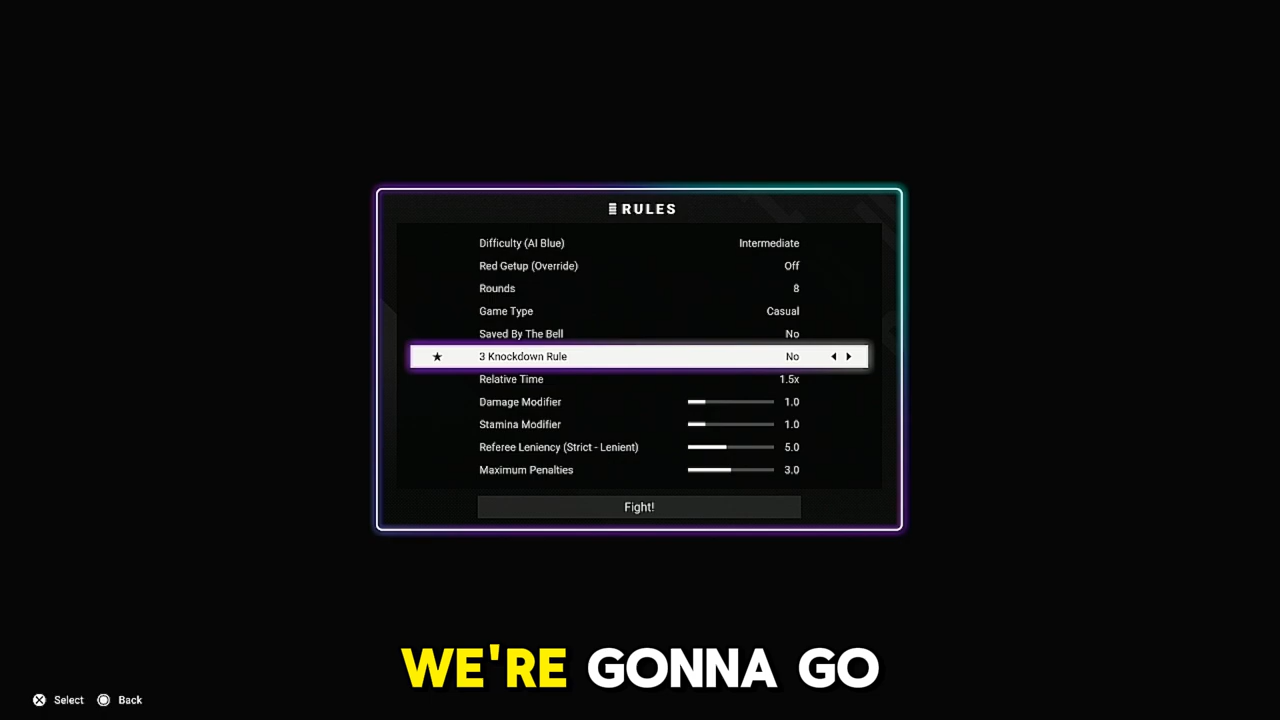 RULES
Difficulty (AI Blue) Intermediate
Red Getup (Override) Off
Rounds 8
Game Type Casual
Saved By The Bell No
3 Knockdown Rule No
Relative Time 1.5x
Damage Modifier 1.0
Stamina Modifier 1.0
Referee Leniency (Strict - Lenient) 5.0
Maximum Penalties 3.0
Fight!
WE'RE GONNA GO
Select Back